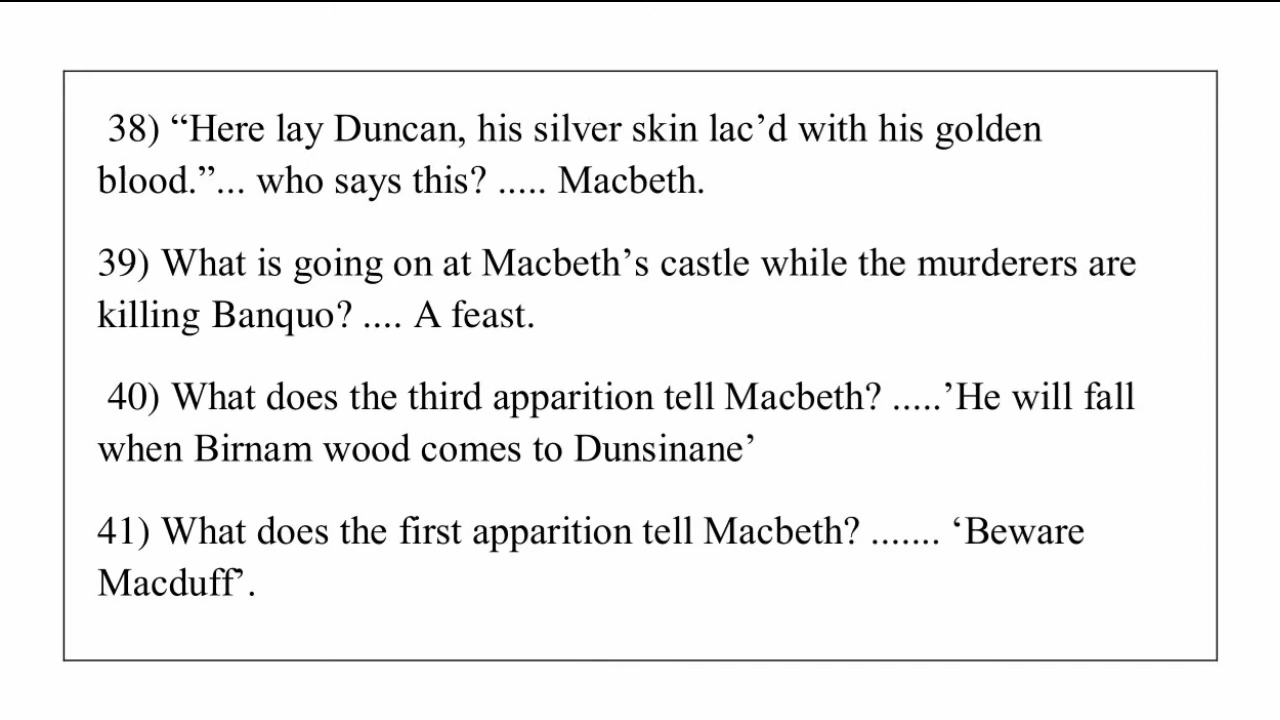 38) “Here lay Duncan, his silver skin lac’d with his golden
blood.”... who says this? ..... Macbeth.
39) What is going on at Macbeth’s castle while the murderers are
killing Banquo? .... A feast.
40) What does the third apparition tell Macbeth? .....’He will fall
when Birnam wood comes to Dunsinane’
41) What does the first apparition tell Macbeth? ....... ‘Beware
Macduff’.